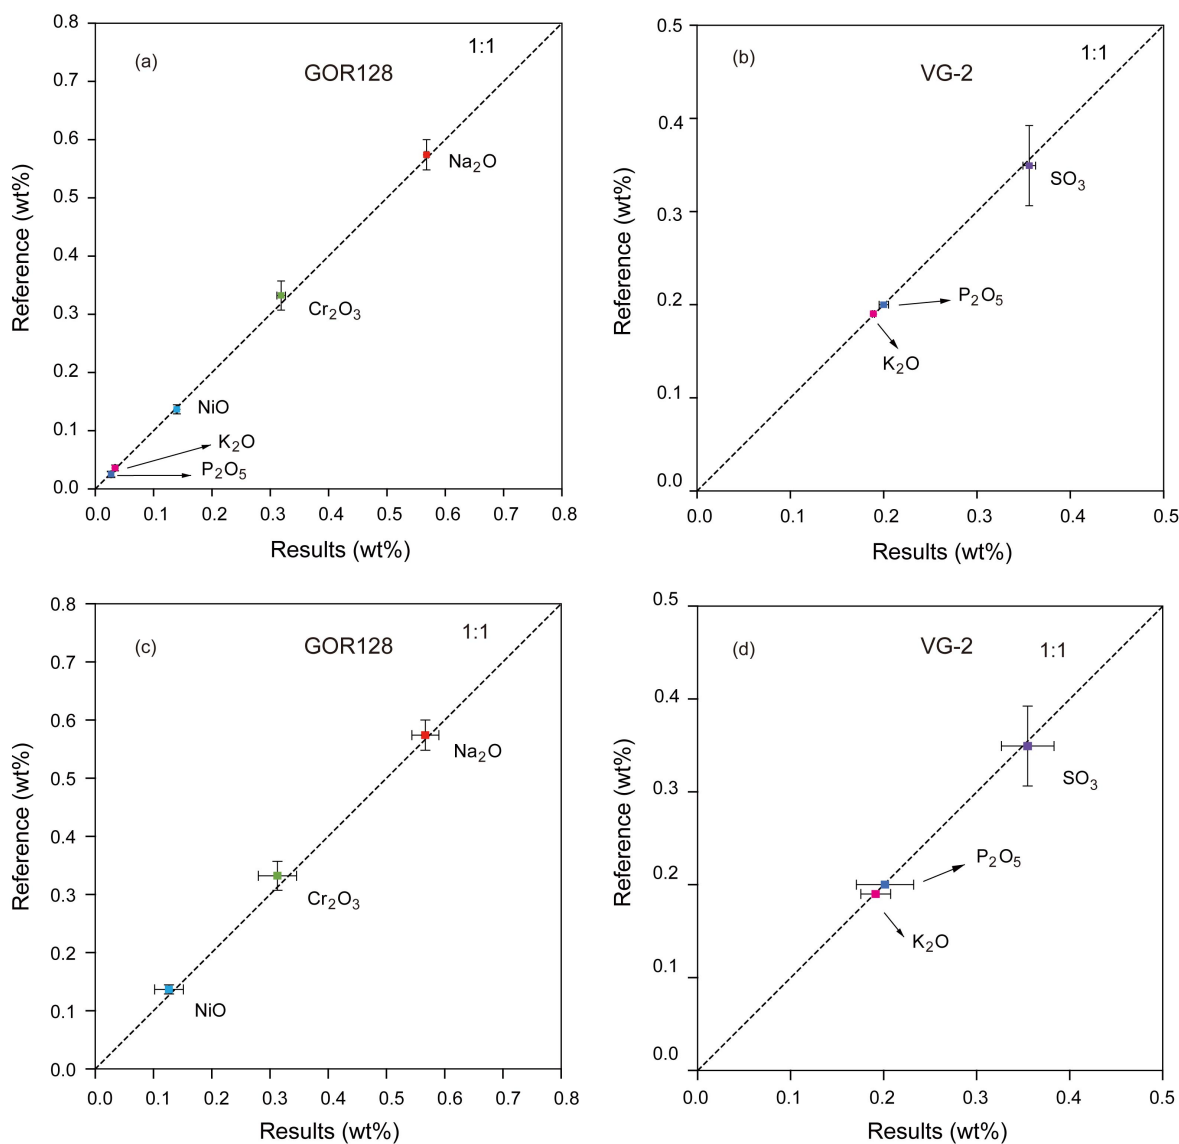 (a)
GOR128
1:1
0.8
0.7
0.6
0.5
0.4
0.3
0.2
0.1
0.0
Reference (wt%)
Na₂O
Cr₂O₃
NiO
K₂O
P₂O₅
0.0 0.1 0.2 0.3 0.4 0.5 0.6 0.7 0.8
Results (wt%)
(b)
VG-2
1:1
0.5
0.4
0.3
0.2
0.1
0.0
Reference (wt%)
SO₃
P₂O₅
K₂O
0.0 0.1 0.2 0.3 0.4 0.5
Results (wt%)
(c)
GOR128
1:1
0.8
0.7
0.6
0.5
0.4
0.3
0.2
0.1
0.0
Reference (wt%)
Na₂O
Cr₂O₃
NiO
0.0 0.1 0.2 0.3 0.4 0.5 0.6 0.7 0.8
Results (wt%)
(d)
VG-2
1:1
0.5
0.4
0.3
0.2
0.1
0.0
Reference (wt%)
SO₃
P₂O₅
K₂O
0.0 0.1 0.2 0.3 0.4 0.5
Results (wt%)